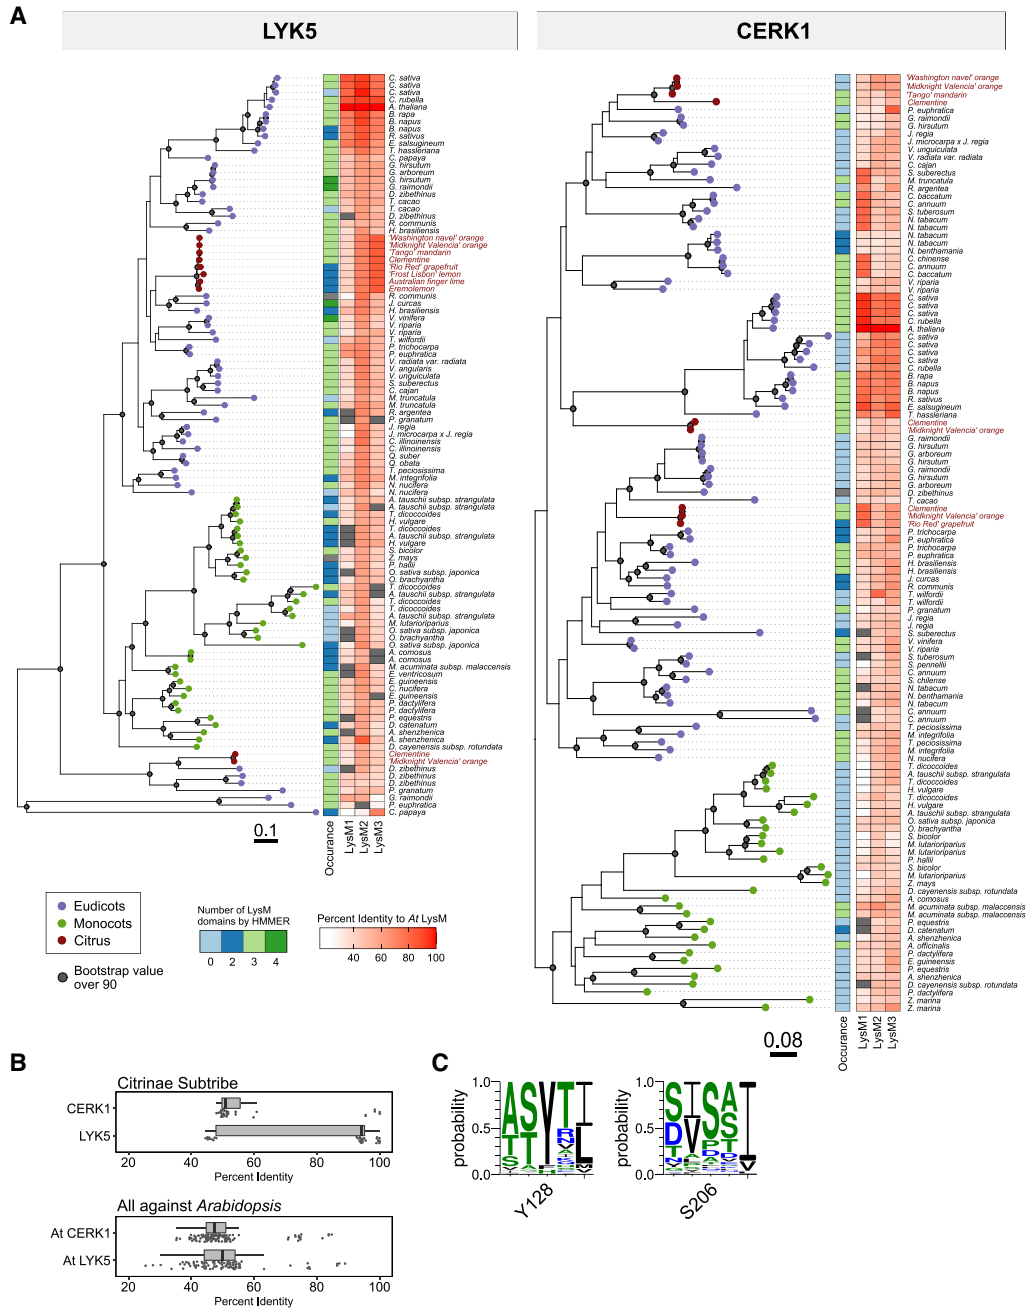 A
LYK5
CERK1
C. sativa
C. sativa
C. sativa
C. rubella
A. thaliana
B. rapa
B. napus
B. napus
R. sativus
E. salsugineum
T. hassleriana
C. papaya
G. hirsutum
G. arboreum
G. hirsutum
G. raimondii
D. zibethinus
T. cacao
T. cacao
D. zibethinus
R. communis
H. brasiliensis
'Washington navel' orange
'Midknight Valencia' orange
'Tango' mandarin
Clementine
'Rio Red' grapefruit
'Frost Lisbon' lemon
Australian finger lime
Eremolemon
R. communis
J. curcas
H. brasiliensis
V. vinifera
V. riparia
V. riparia
T. wilfordii
P. trichocarpa
P. euphratica
V. radiata var. radiata
V. angularis
V. unguiculata
S. suberectus
C. cajan
M. truncatula
M. truncatula
R. argentea
P. granatum
J. regia
J. microcarpa x J. regia
C. illinoinensis
C. illinoinensis
Q. suber
Q. obata
T. peciosissima
M. integrifolia
N. nucifera
N. nucifera
A. tauschii subsp. strangulata
A. tauschii subsp. strangulata
T. dicoccoides
H. vulgare
T. dicoccoides
A. tauschii subsp. strangulata
H. vulgare
S. bicolor
Z. mays
P. hallii
O. sativa subsp. japonica
O. brachyantha
T. dicoccoides
A. tauschii subsp. strangulata
T. dicoccoides
T. dicoccoides
A. tauschii subsp. strangulata
M. lutarioriparius
O. sativa subsp. japonica
O. brachyantha
O. sativa subsp. japonica
A. comosus
A. comosus
M. acuminata subsp. malaccensis
E. ventricosum
E. guineensis
C. nucifera
E. guineensis
P. dactylifera
P. dactylifera
P. equestris
D. catenatum
A. shenzhenica
A. shenzhenica
D. cayenensis subsp. rotundata
Clementine
'Midknight Valencia' orange
D. zibethinus
D. zibethinus
D. zibethinus
P. granatum
G. raimondii
P. euphratica
C. papaya
0.1
Occurance
LysM1
LysM2
LysM3
'Washington navel' orange
'Midknight Valencia' orange
'Tango' mandarin
Clementine
P. euphratica
G. raimondii
G. hirsutum
J. regia
J. microcarpa x J. regia
V. unguiculata
V. radiata var. radiata
C. cajan
S. suberectus
M. truncatula
R. argentea
C. baccatum
C. annuum
S. tuberosum
N. tabacum
N. tabacum
N. tabacum
N. tabacum
N. benthamiana
C. chinense
C. annuum
C. baccatum
V. riparia
V. riparia
C. sativa
C. sativa
C. sativa
C. rubella
A. thaliana
C. sativa
C. sativa
C. sativa
C. sativa
C. rubella
B. rapa
B. napus
B. napus
R. sativus
E. salsugineum
T. hassleriana
Clementine
'Midknight Valencia' orange
G. raimondii
G. hirsutum
G. arboreum
G. hirsutum
G. raimondii
G. hirsutum
G. arboreum
D. zibethinus
T. cacao
Clementine
'Midknight Valencia' orange
'Rio Red' grapefruit
P. trichocarpa
P. euphratica
P. trichocarpa
P. euphratica
H. brasiliensis
H. brasiliensis
J. curcas
R. communis
T. wilfordii
T. wilfordii
P. granatum
J. regia
J. regia
S. suberectus
V. vinifera
V. riparia
S. tuberosum
S. pennellii
C. annuum
S. chilense
N. tabacum
N. benthamiana
N. tabacum
C. annuum
C. annuum
T. peciosissima
M. integrifolia
T. peciosissima
M. integrifolia
N. nucifera
T. dicoccoides
A. tauschii subsp. strangulata
T. dicoccoides
H. vulgare
T. dicoccoides
H. vulgare
A. tauschii subsp. strangulata
O. sativa subsp. japonica
O. brachyantha
S. bicolor
M. lutarioriparius
M. lutarioriparius
P. hallii
S. bicolor
M. lutarioriparius
Z. mays
D. cayenensis subsp. rotundata
A. comosus
M. acuminata subsp. malaccensis
M. acuminata subsp. malaccensis
P. equestris
D. catenatum
A. shenzhenica
A. officinalis
P. dactylifera
E. guineensis
P. equestris
A. shenzhenica
D. cayenensis subsp. rotundata
P. dactylifera
Z. marina
Z. marina
0.08
Occurance
LysM1
LysM2
LysM3
Eudicots
Monocots
Citrus
Bootstrap value
over 90
Number of LysM
domains by HMMER
0 2 3 4
Percent Identity to At LysM
40 60 80 100
B
Citrinae Subtribe
CERK1
LYK5
20 40 60 80 100
Percent Identity
All against Arabidopsis
At CERK1
At LYK5
20 40 60 80 100
Percent Identity
C
probability
1.0
0.5
0.0
Y128
probability
1.0
0.5
0.0
S206